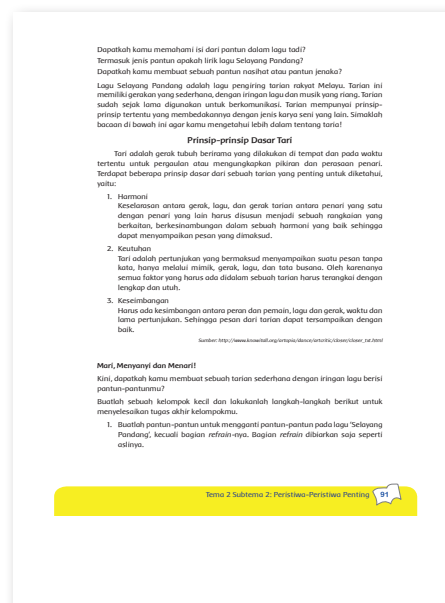 Dapatkah kamu memahami isi dari pantun dalam lagu tadi?
Termasuk jenis pantun apakah lirik lagu Selayang Pandang?
Dapatkah kamu membuat sebuah pantun nasihat atau pantun jenaka?
Lagu Selayang Pandang adalah lagu pengiring tarian rakyat Melayu. Tarian ini
memiliki gerakan yang sederhana, dengan iringan lagu dan musik yang riang. Tarian
sudah sejak lama digunakan untuk berkomunikasi. Tarian mempunyai prinsip-
prinsip tertentu yang membedakannya dengan jenis karya seni yang lain. Simaklah
bacaan di bawah ini agar kamu mengetahui lebih dalam tentang taria!
Prinsip-prinsip Dasar Tari
Tari adalah gerak tubuh berirama yang dilakukan di tempat dan pada waktu
tertentu untuk pergaulan atau mengungkapkan pikiran dan perasaan penari.
Terdapat beberapa prinsip dasar dari sebuah tarian yang penting untuk diketahui,
yaitu:
1. Harmoni
Keselarasan antara gerak, lagu, dan gerak tarian antara penari yang satu
dengan penari yang lain harus disusun menjadi sebuah rangkaian yang
berkaitan, berkesinambungan dalam sebuah harmoni yang baik sehingga
dapat menyampaikan pesan yang dimaksud.
2. Keutuhan
Tari adalah pertunjukan yang bermaksud menyampaikan suatu pesan tanpa
kata, hanya melalui mimik, gerak, lagu, dan tata busana. Oleh karenanya
semua faktor yang harus ada didalam sebuah tarian harus terangkai dengan
lengkap dan utuh.
3. Keseimbangan
Harus ada kesimbangan antara peran dan pemain, lagu dan gerak, waktu dan
lama pertunjukan. Sehingga pesan dari tarian dapat tersampaikan dengan
baik.
Mari, Menyanyi dan Menari!
Kini, dapatkah kamu membuat sebuah tarian sederhana dengan iringan lagu berisi
pantun-pantunmu?
Buatlah sebuah kelompok kecil dan lakukanlah langkah-langkah berikut untuk
menyelesaikan tugas akhir kelompokmu.
1. Buatlah pantun-pantun untuk mengganti pantun-pantun pada lagu 'Selayang
Pandang', kecuali bagian refrain-nya. Bagian refrain dibiarkan saja seperti
aslinya.
Tema 2 Subtema 2: Peristiwa-Peristiwa Penting 91